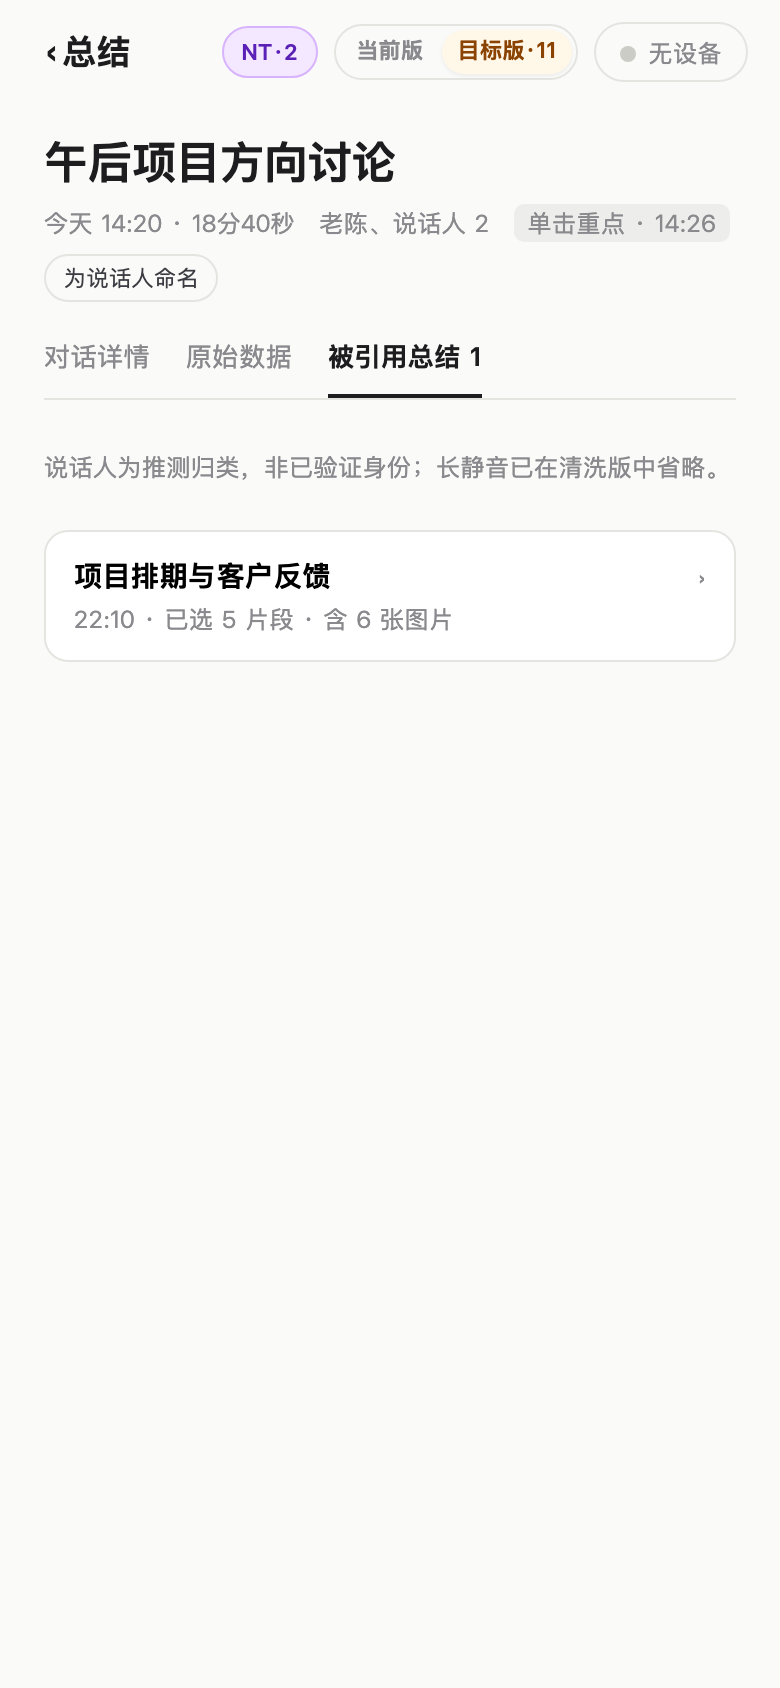 ‹总结 NT·2 当前版 目标版·11 无设备
午后项目方向讨论
今天 14:20 · 18分40秒 老陈、说话人 2 单击重点 · 14:26
为说话人命名
对话详情 原始数据 被引用总结 1
说话人为推测归类，非已验证身份；长静音已在清洗版中省略。
项目排期与客户反馈 ›
22:10 · 已选 5 片段 · 含 6 张图片